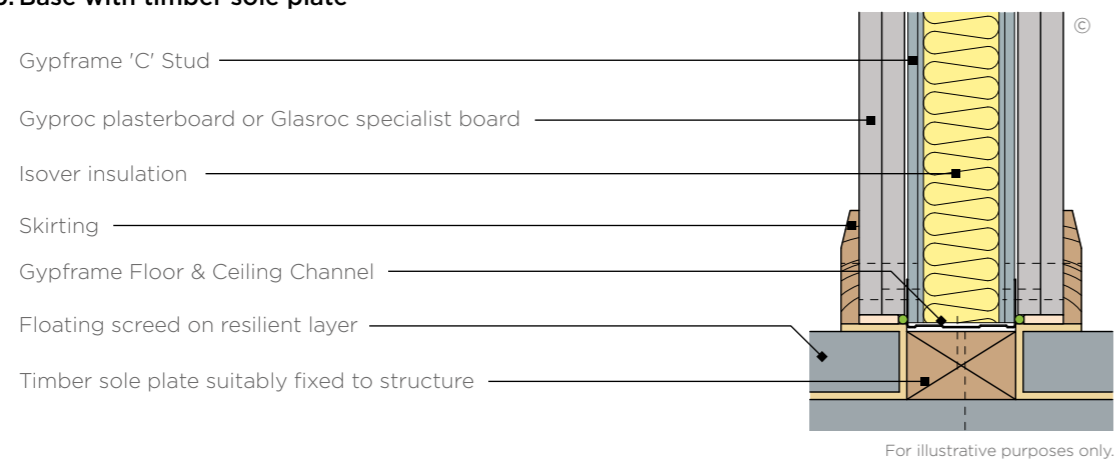 Base with timber sole plate
©
Gypframe 'C' Stud
Gyproc plasterboard or Glasroc specialist board
Isover insulation
Skirting
Gypframe Floor & Ceiling Channel
Floating screed on resilient layer
Timber sole plate suitably fixed to structure
For illustrative purposes only.